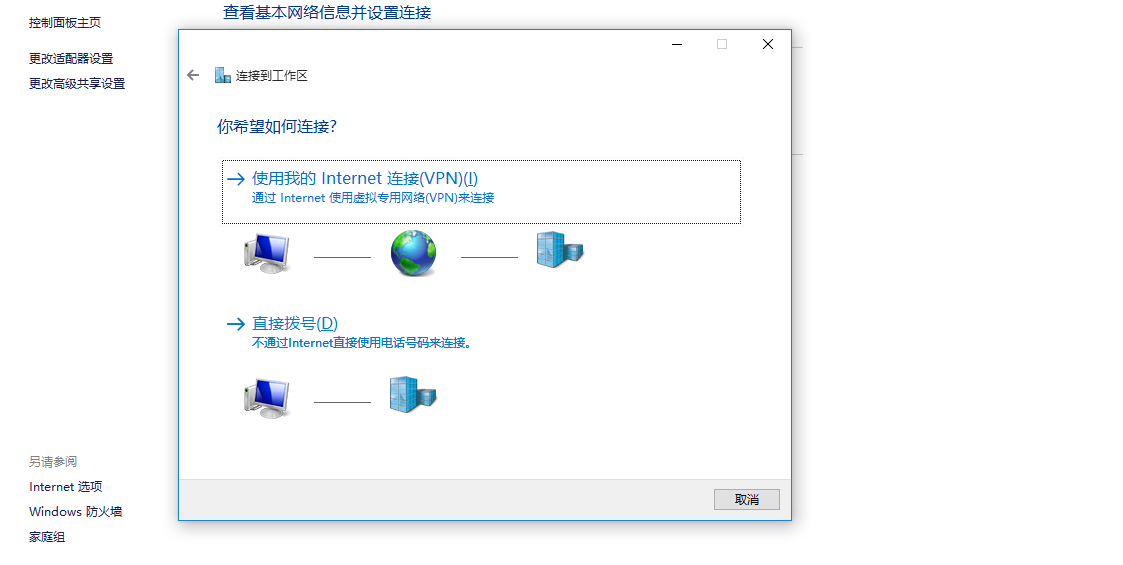 查看基本网络信息并设置连接
控制面板主页
更改适配器设置
更改高级共享设置
连接到工作区
你希望如何连接?
使用我的 Internet 连接(VPN)(I)
通过 Internet 使用虚拟专用网络(VPN)来连接
直接拨号(D)
不通过Internet直接使用电话号码来连接。
取消
另请参阅
Internet 选项
Windows 防火墙
家庭组